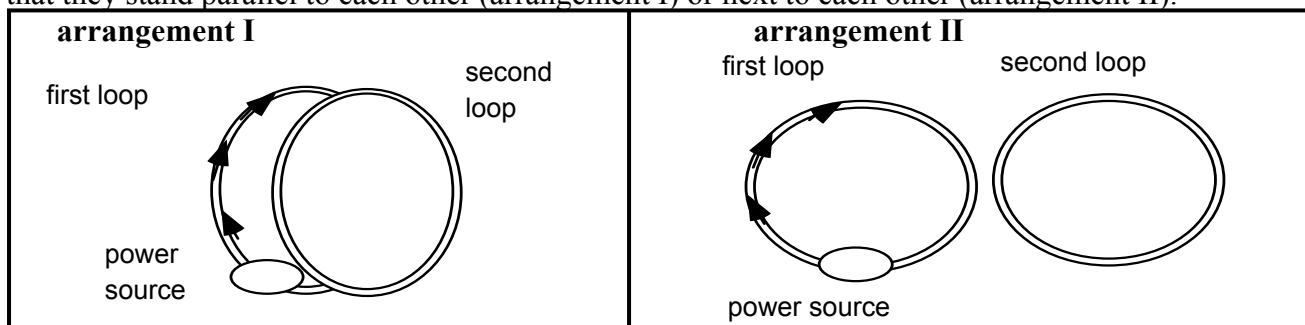 that they stand parallel to each other (arrangement I) or next to each other (arrangement II).
arrangement I
first loop
second
loop
power
source
arrangement II
first loop
second loop
power source